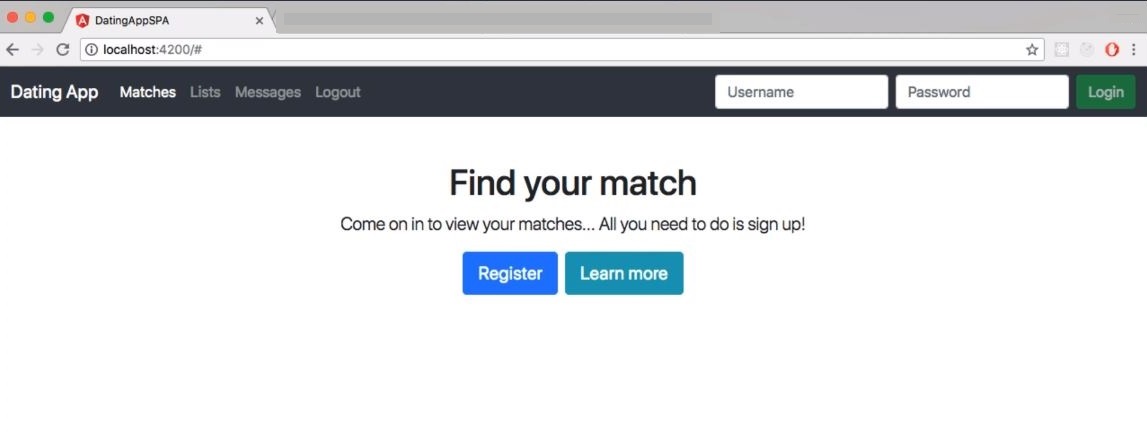 DatingAppSPA
localhost:4200/#
Dating App Matches Lists Messages Logout Username Password Login
Find your match
Come on in to view your matches... All you need to do is sign up!
Register Learn more